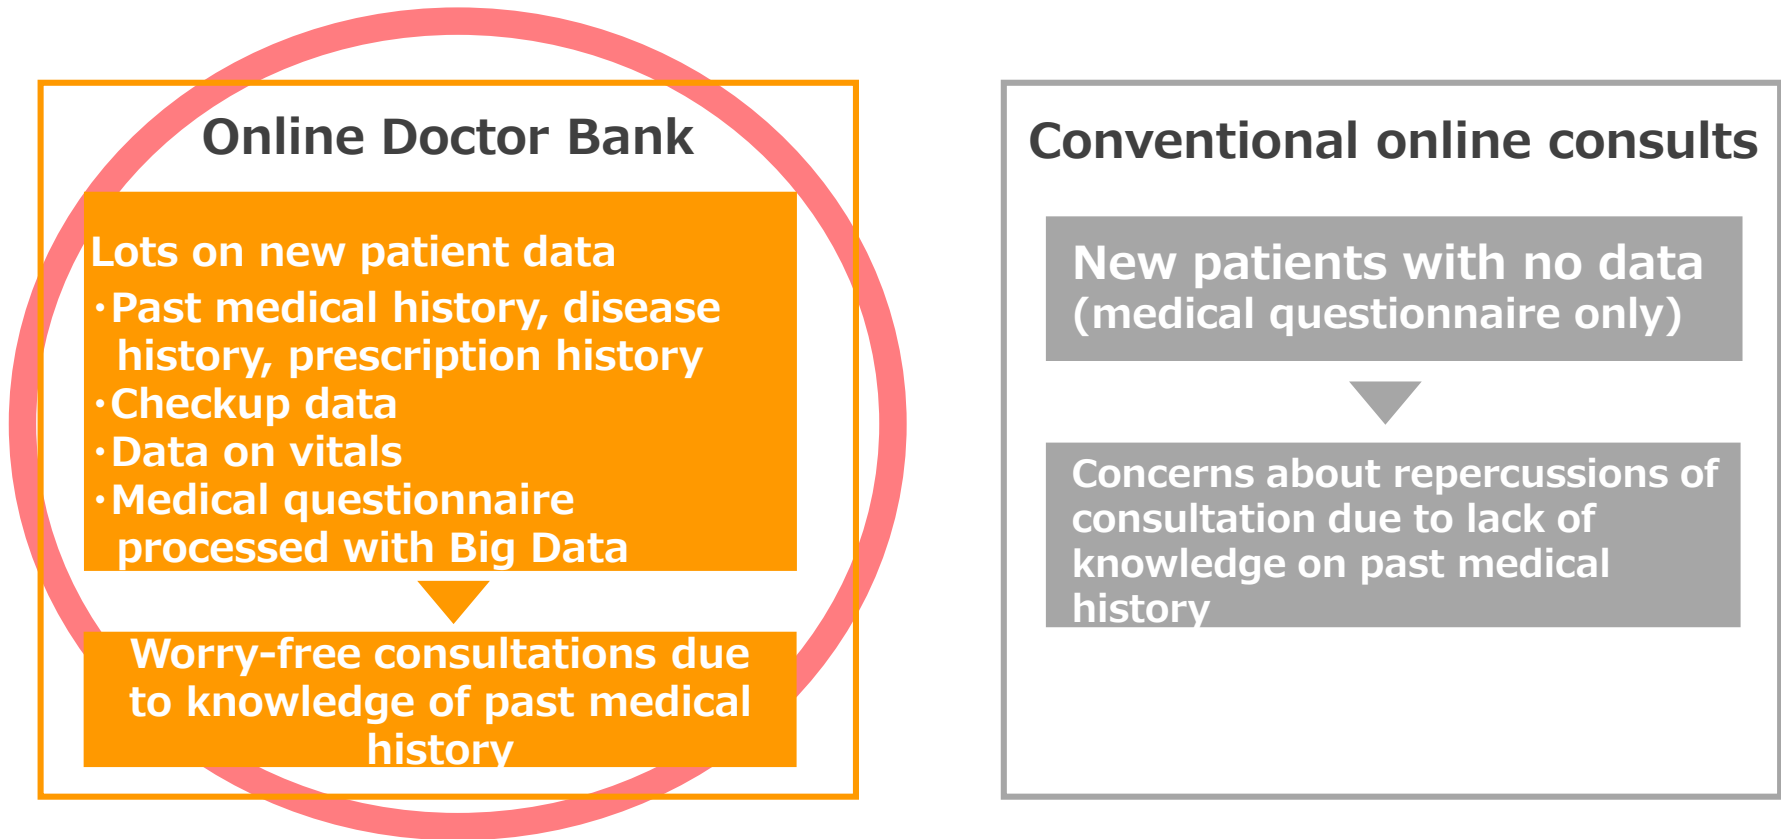 Online Doctor Bank
Lots on new patient data
・Past medical history, disease
history, prescription history
・Checkup data
・Data on vitals
・Medical questionnaire
processed with Big Data
Worry-free consultations due
to knowledge of past medical
history
Conventional online consults
New patients with no data
(medical questionnaire only)
Concerns about repercussions of
consultation due to lack of
knowledge on past medical
history